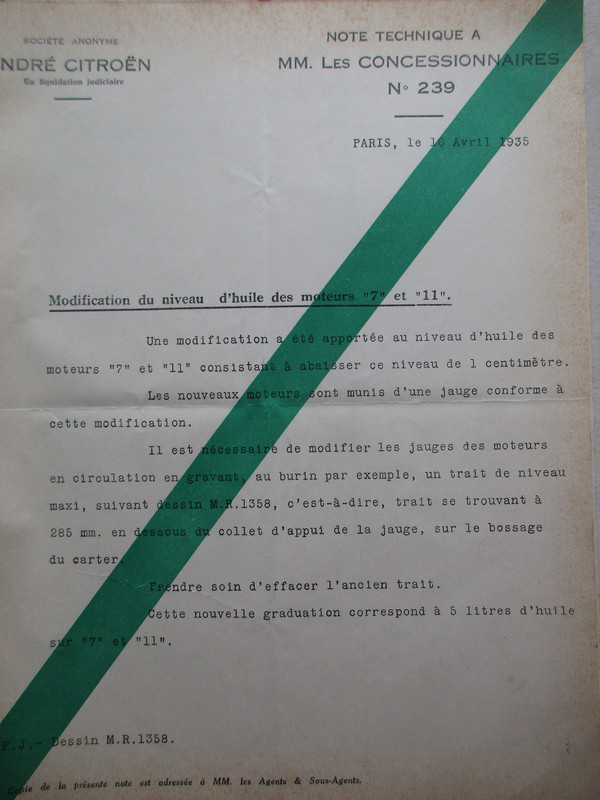 SOCIÉTÉ ANONYME
NDRÉ CITROËN
En liquidation judiciaire
NOTE TECHNIQUE A
MM. LES CONCESSIONNAIRES
No 239
PARIS, le 16 Avril 1935
Modification du niveau d'huile des moteurs "7" et "11".
Une modification a été apportée au niveau d'huile des
moteurs "7" et "11" consistant à abaisser ce niveau de 1 centimètre.
Les nouveaux moteurs sont munis d'une jauge conforme à
cette modification.
Il est nécessaire de modifier les jauges des moteurs
en circulation en gravant, au burin par exemple, un trait de niveau
maxi, suivant dessin M.R.1358, c'est-à-dire, trait se trouvant à
285 mm. en dessous du collet d'appui de la jauge, sur le bossage
du carter.
Prendre soin d'effacer l'ancien trait.
Cette nouvelle graduation correspond à 5 litres d'huile
sur "7" et "11".
P.J.- Dessin M.R.1358.
Copie de la présente note est adressée à MM. les Agents & Sous-Agents.